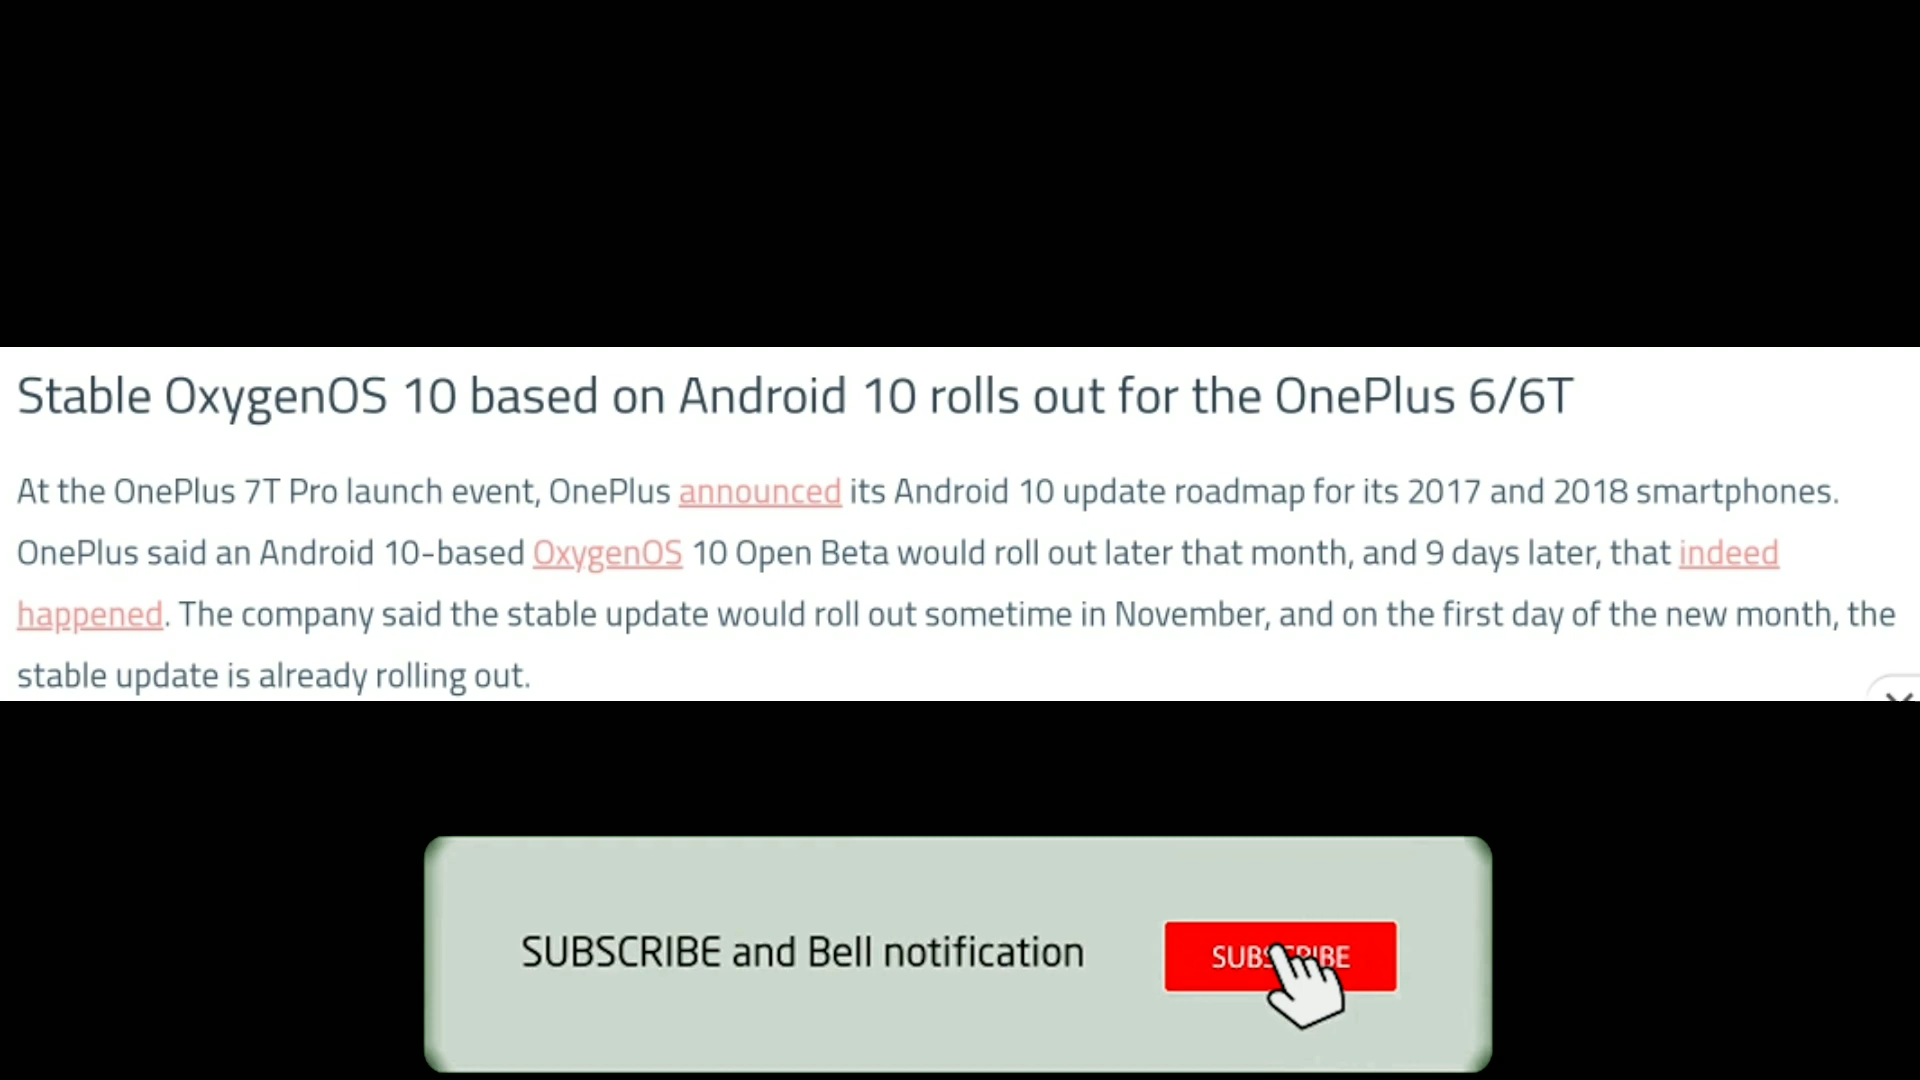 Stable OxygenOS 10 based on Android 10 rolls out for the OnePlus 6/6T
At the OnePlus 7T Pro launch event, OnePlus announced its Android 10 update roadmap for its 2017 and 2018 smartphones.
OnePlus said an Android 10-based OxygenOS 10 Open Beta would roll out later that month, and 9 days later, that indeed
happened. The company said the stable update would roll out sometime in November, and on the first day of the new month, the
stable update is already rolling out.
SUBSCRIBE and Bell notification
SUBSCRIBE